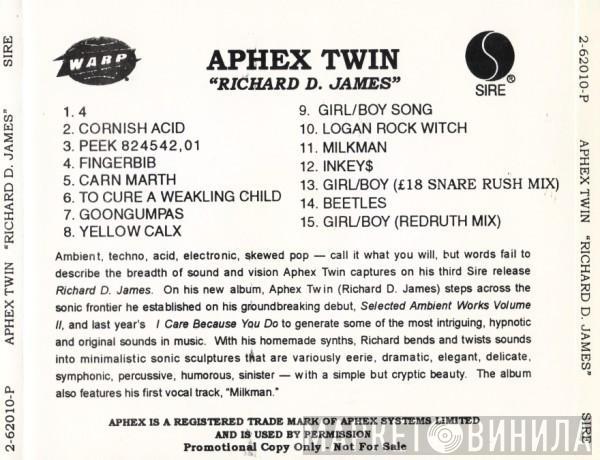 WARP
APHEX TWIN
"RICHARD D. JAMES"
SIRE®
1. 4
2. CORNISH ACID
3. PEEK 824542,01
4. FINGERBIB
5. CARN MARTH
6. TO CURE A WEAKLING CHILD
7. GOONGUMPAS
8. YELLOW CALX
9. GIRL/BOY SONG
10. LOGAN ROCK WITCH
11. MILKMAN
12. INKEY$
13. GIRL/BOY (£18 SNARE RUSH MIX)
14. BEETLES
15. GIRL/BOY (REDRUTH MIX)
Ambient, techno, acid, electronic, skewed pop — call it what you will, but words fail to
describe the breadth of sound and vision Aphex Twin captures on his third Sire release
Richard D. James. On his new album, Aphex Twin (Richard D. James) steps across the
sonic frontier he established on his groundbreaking debut, Selected Ambient Works Volume
II, and last year's I Care Because You Do to generate some of the most intriguing, hypnotic
and original sounds in music. With his homemade synths, Richard bends and twists sounds
into minimalistic sonic sculptures that are variously eerie, dramatic, elegant, delicate,
symphonic, percussive, humorous, sinister — with a simple but cryptic beauty. The album
also features his first vocal track, "Milkman."
APHEX IS A REGISTERED TRADE MARK OF APHEX SYSTEMS LIMITED
AND IS USED BY PERMISSION
Promotional Copy Only - Not For Sale
МАРКЕТ ВИНИЛА
2-62010-P APHEX TWIN "RICHARD D. JAMES" SIRE
2-62010-P APHEX TWIN "RICHARD D. JAMES" SIRE